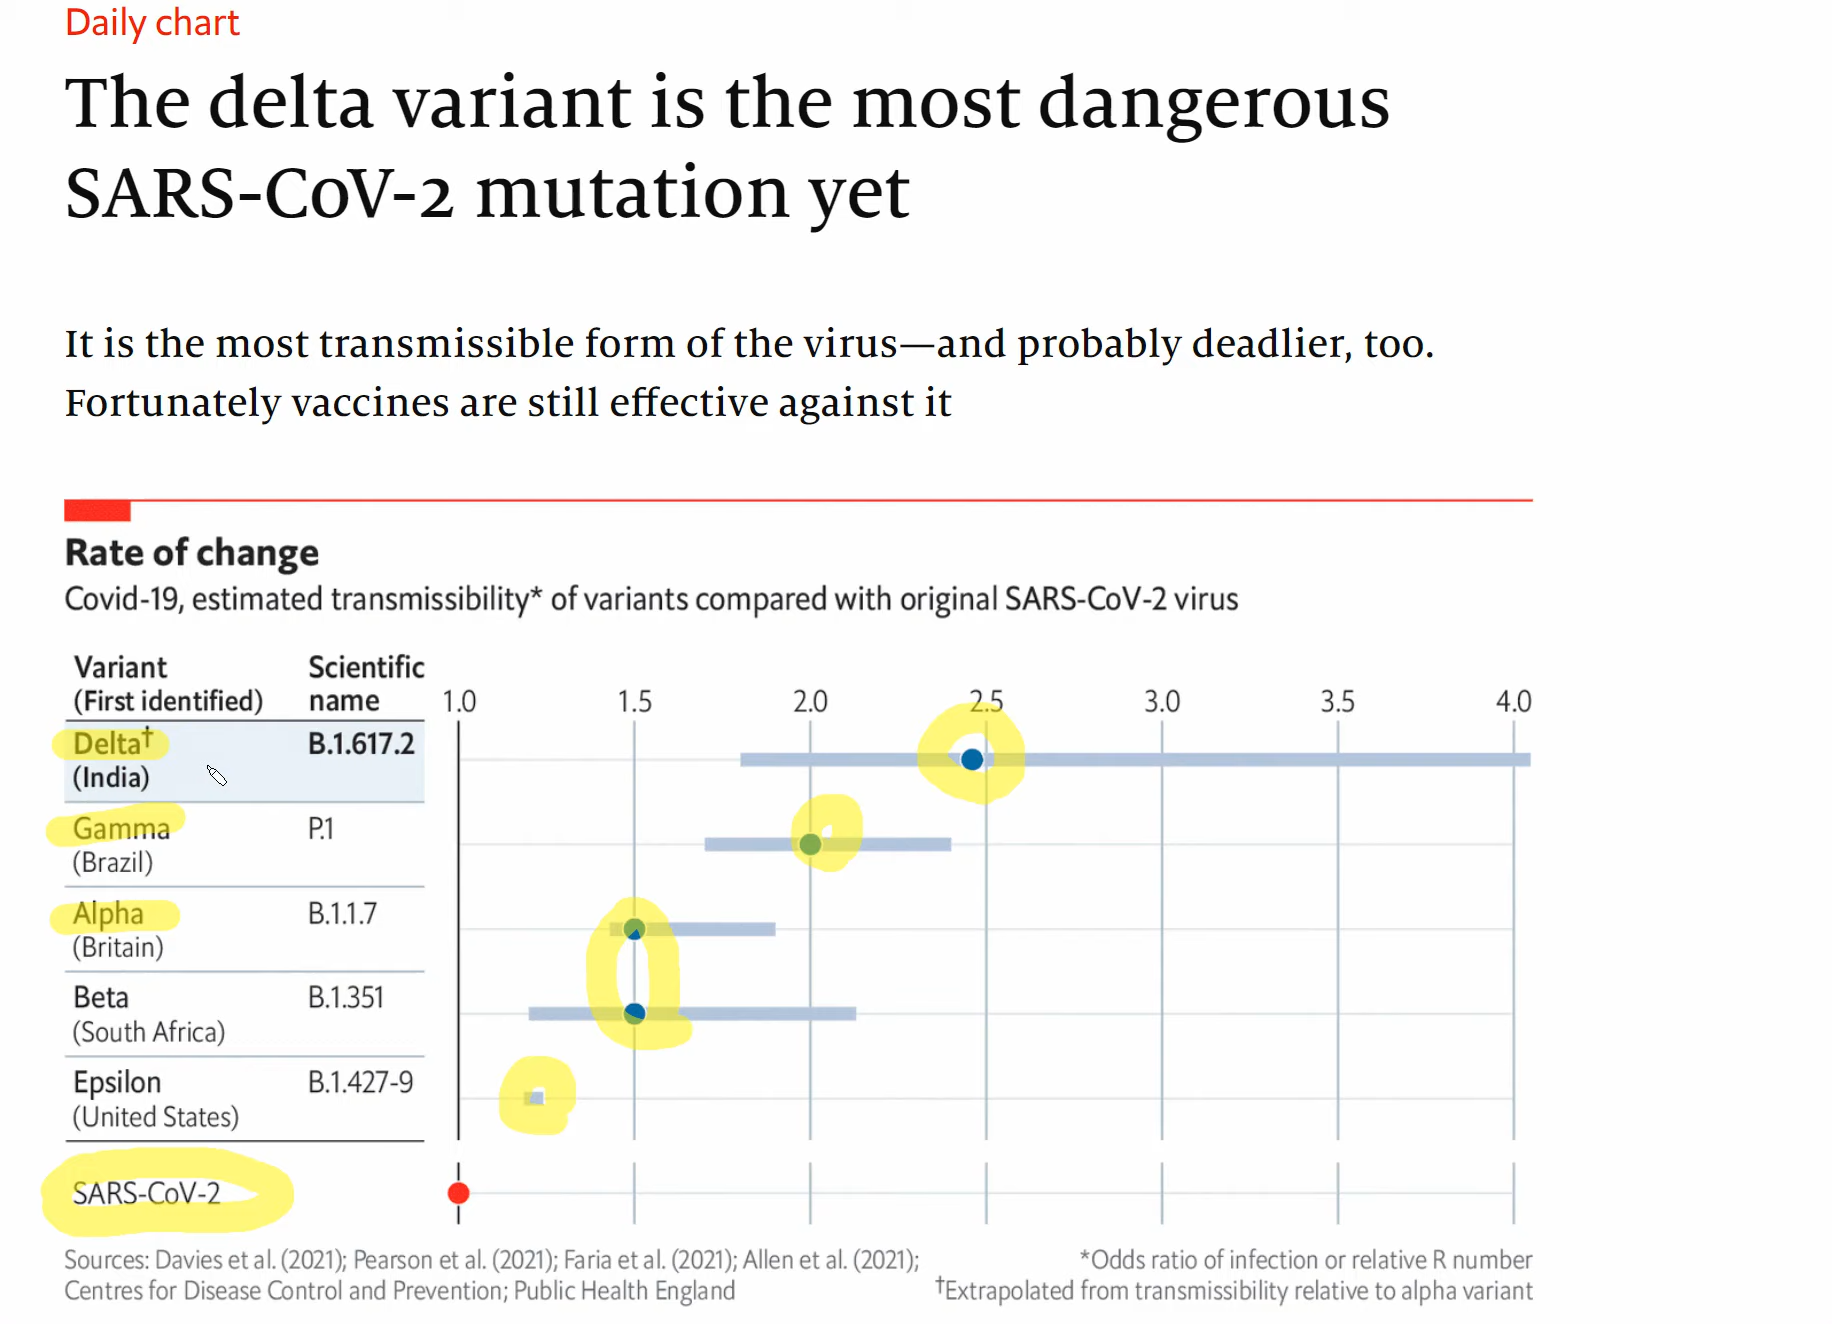 Daily chart
The delta variant is the most dangerous
SARS-CoV-2 mutation yet
It is the most transmissible form of the virus—and probably deadlier, too.
Fortunately vaccines are still effective against it
Rate of change
Covid-19, estimated transmissibility* of variants compared with original SARS-CoV-2 virus
Variant
(First identified)
Scientific
name
1.0 1.5 2.0 2.5 3.0 3.5 4.0
Delta† B.1.617.2
(India)
Gamma P.1
(Brazil)
Alpha B.1.1.7
(Britain)
Beta B.1.351
(South Africa)
Epsilon B.1.427-9
(United States)
SARS-CoV-2
Sources: Davies et al. (2021); Pearson et al. (2021); Faria et al. (2021); Allen et al. (2021);
Centres for Disease Control and Prevention; Public Health England
*Odds ratio of infection or relative R number
†Extrapolated from transmissibility relative to alpha variant